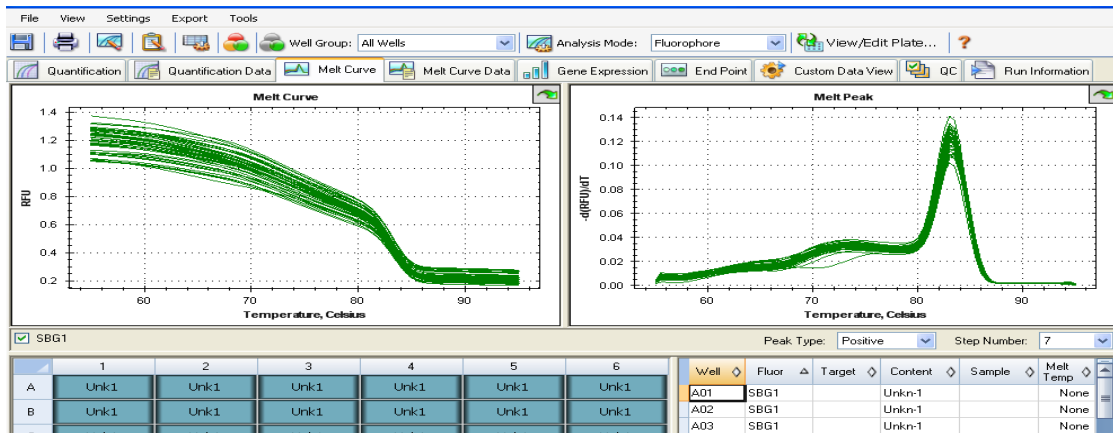 File View Settings Export Tools
Well Group: All Wells Analysis Mode: Fluorophore View/Edit Plate... ?
Quantification Quantification Data Melt Curve Melt Curve Data Gene Expression End Point Custom Data View QC Run Information
Melt Curve
1.4
1.2
1.0
0.8
0.6
0.4
0.2
RFU
60 70 80 90
Temperature, Celsius
Melt Peak
0.14
0.12
0.10
0.08
0.06
0.04
0.02
0.00
-d(RFU)/dT
60 70 80 90
Temperature, Celsius
SBG1 Peak Type: Positive Step Number: 7
1 2 3 4 5 6
A Unk1 Unk1 Unk1 Unk1 Unk1 Unk1
B Unk1 Unk1 Unk1 Unk1 Unk1 Unk1
Well Fluor Target Content Sample Melt Temp
A01 SBG1 Unkn-1 None
A02 SBG1 Unkn-1 None
A03 SBG1 Unkn-1 None